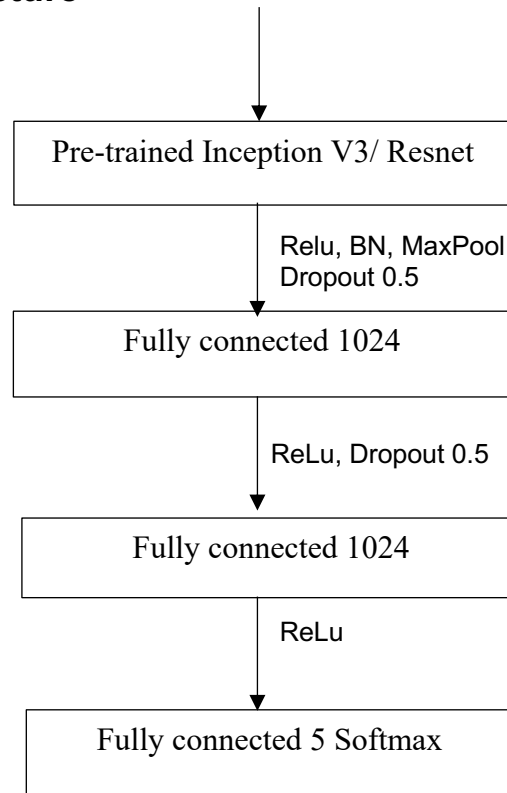 Pre-trained Inception V3/ Resnet
Relu, BN, MaxPool
Dropout 0.5
Fully connected 1024
ReLu, Dropout 0.5
Fully connected 1024
ReLu
Fully connected 5 Softmax